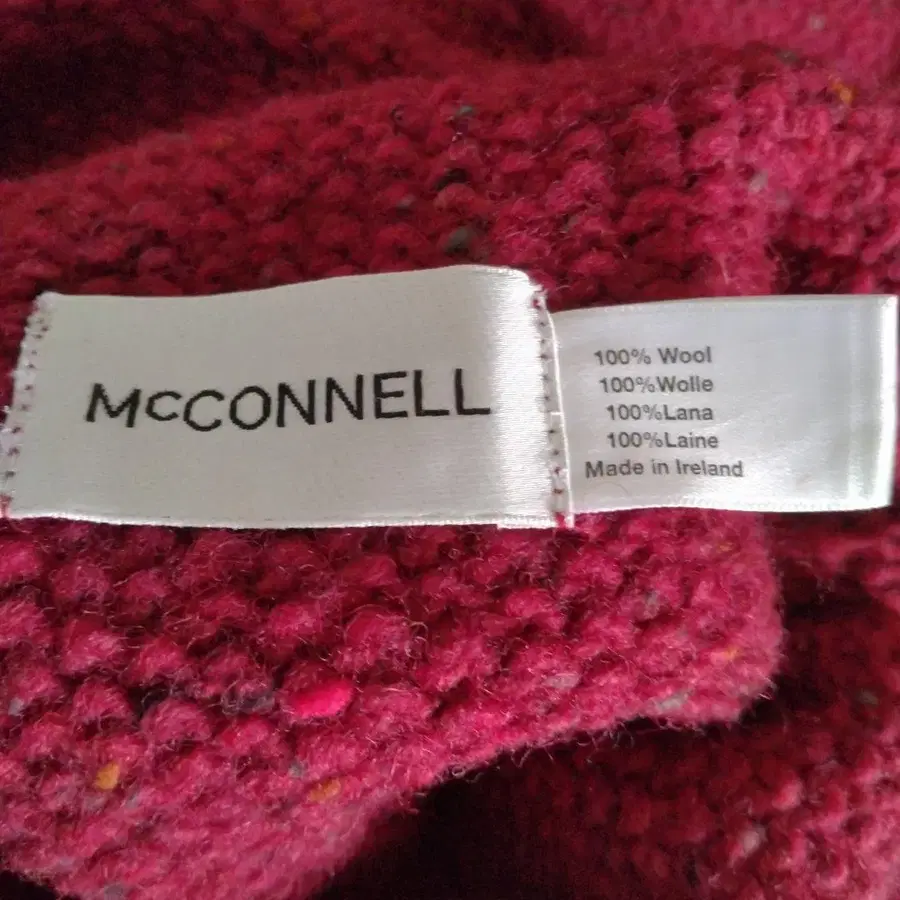 McCONNELL
100% Wool
100%Wolle
100%Lana
100%Laine
Made in Ireland